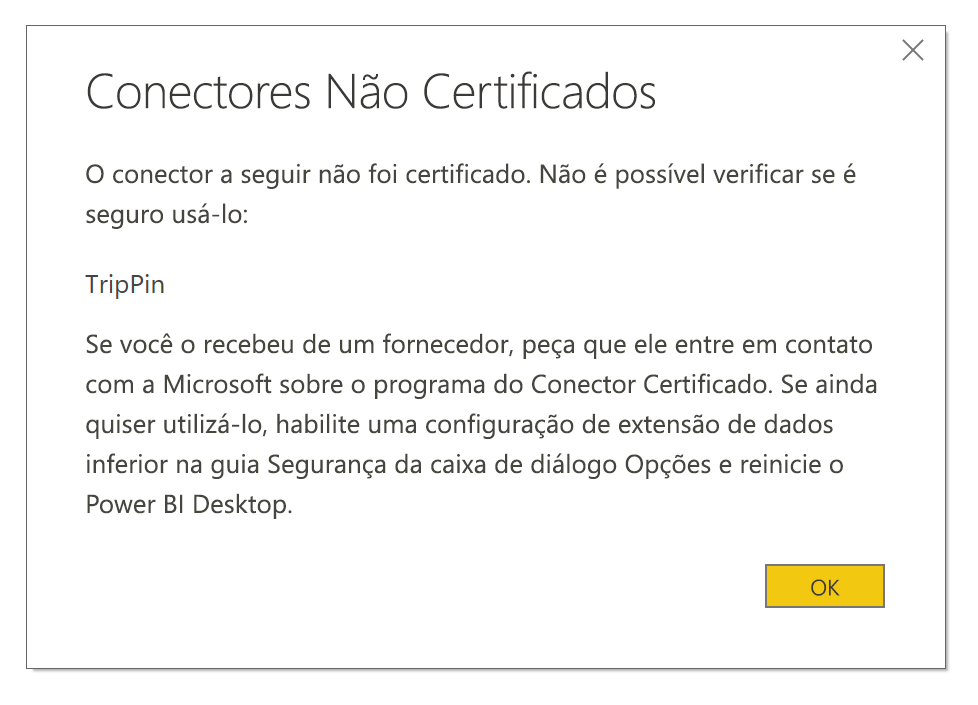 Conectores Não Certificados
O conector a seguir não foi certificado. Não é possível verificar se é
seguro usá-lo:
TripPin
Se você o recebeu de um fornecedor, peça que ele entre em contato
com a Microsoft sobre o programa do Conector Certificado. Se ainda
quiser utilizá-lo, habilite uma configuração de extensão de dados
inferior na guia Segurança da caixa de diálogo Opções e reinicie o
Power BI Desktop.
OK